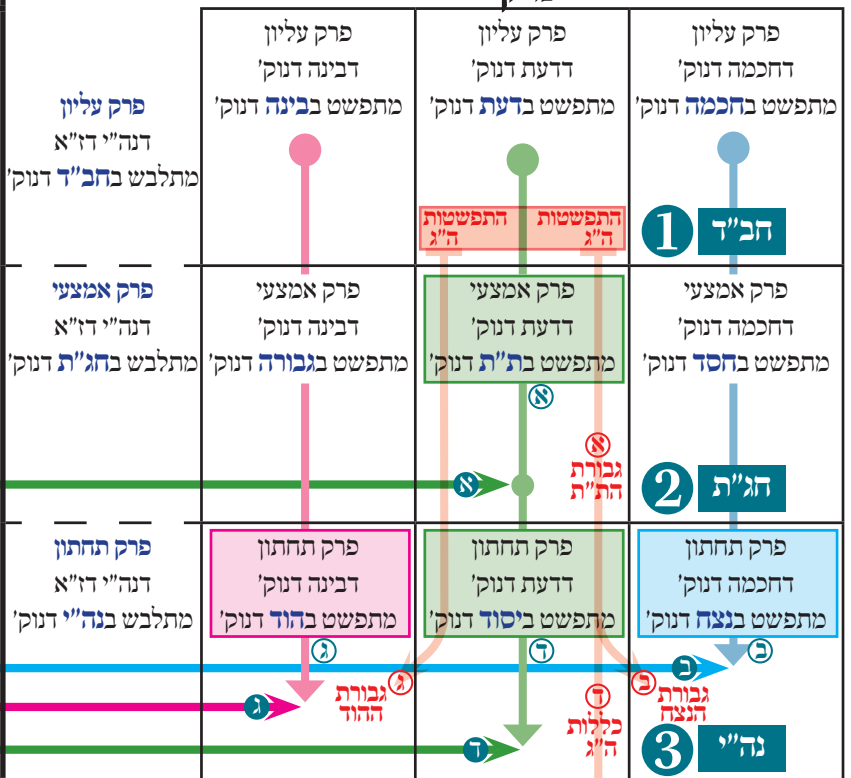 פרק עליון
דחכמה דנוק'
מתפשט בחכמה דנוק'
1
חב"ד
פרק עליון
דדעת דנוק'
מתפשט בדעת דנוק'
התפשטות
ה"ג
התפשטות
ה"ג
פרק עליון
דבינה דנוק'
מתפשט בבינה דנוק'
פרק עליון
דנה"י דז"א
מתלבש בחב"ד דנוק'
פרק אמצעי
דחכמה דנוק'
מתפשט בחסד דנוק'
2
חג"ת
פרק אמצעי
דדעת דנוק'
מתפשט בת"ת דנוק'
א
א
גבורת
הת"ת
א
פרק אמצעי
דבינה דנוק'
מתפשט בגבורה דנוק'
פרק אמצעי
דנה"י דז"א
מתלבש בחג"ת דנוק'
פרק תחתון
דחכמה דנוק'
מתפשט בנצח דנוק'
ב
ב
ב
גבורת
הנצח
3
נה"י
פרק תחתון
דדעת דנוק'
מתפשט ביסוד דנוק'
ד
ד
כללות
ה"ג
ד
פרק תחתון
דבינה דנוק'
מתפשט בהוד דנוק'
ג
ג
גבורת
ההוד
ג
פרק תחתון
דנה"י דז"א
מתלבש בנה"י דנוק'